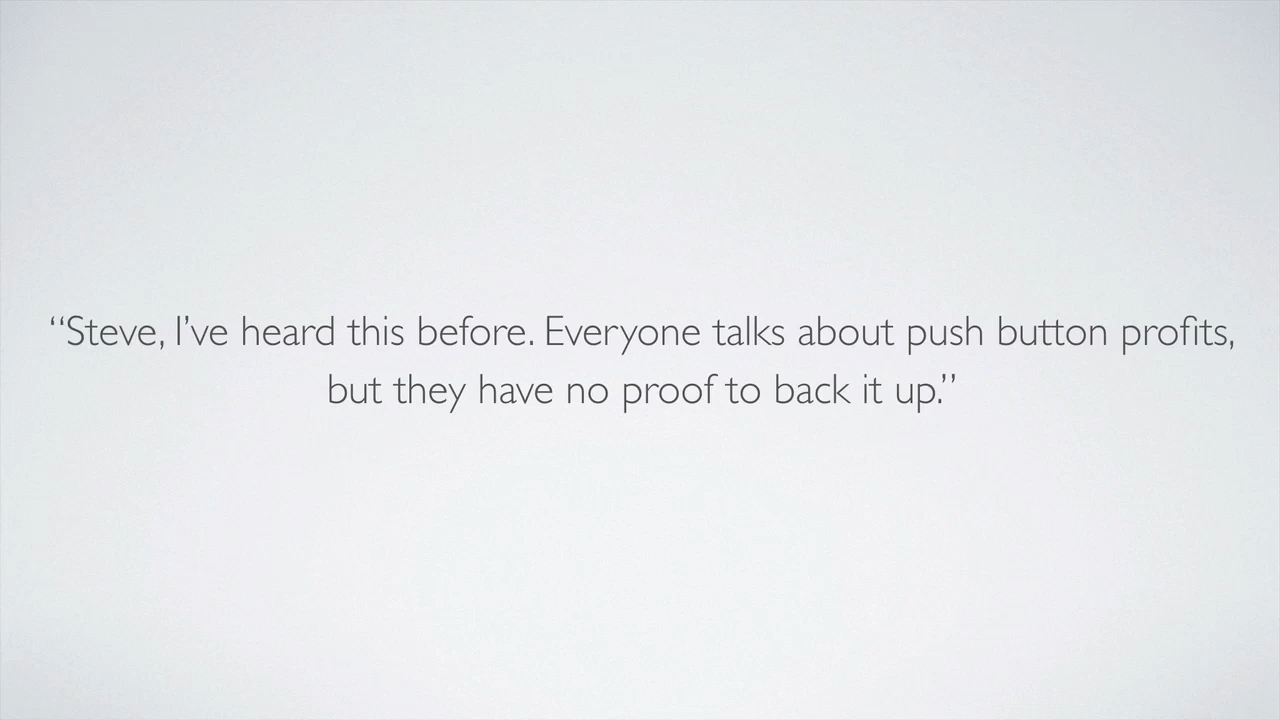 “Steve, I’ve heard this before. Everyone talks about push button profits,
but they have no proof to back it up.”